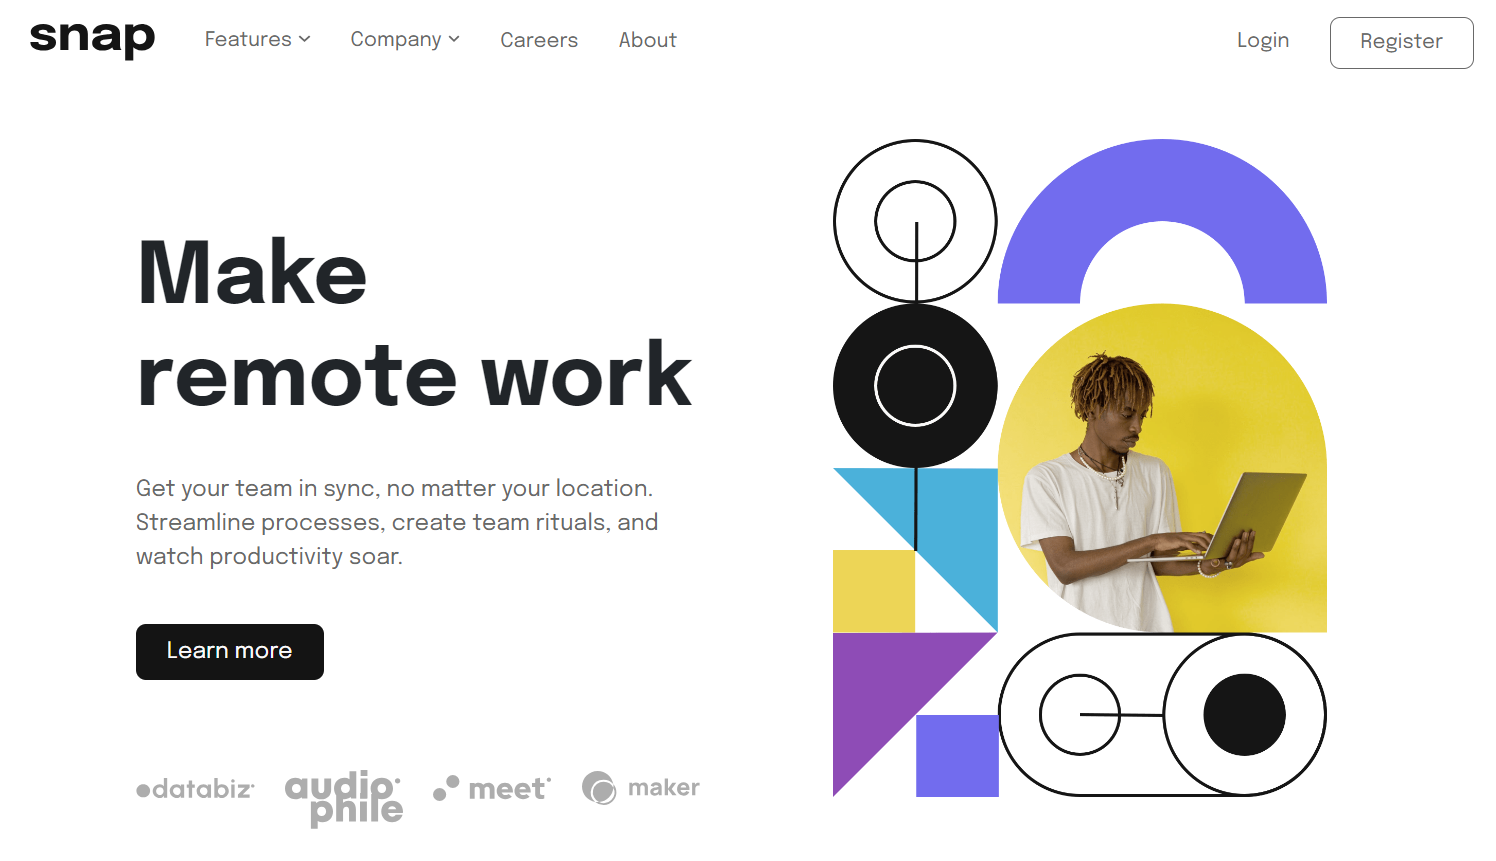 snap
Features
Company
Careers
About
Login
Register
Make
remote work
Get your team in sync, no matter your location.
Streamline processes, create team rituals, and
watch productivity soar.
Learn more
databiz
audio
phile
meet
maker